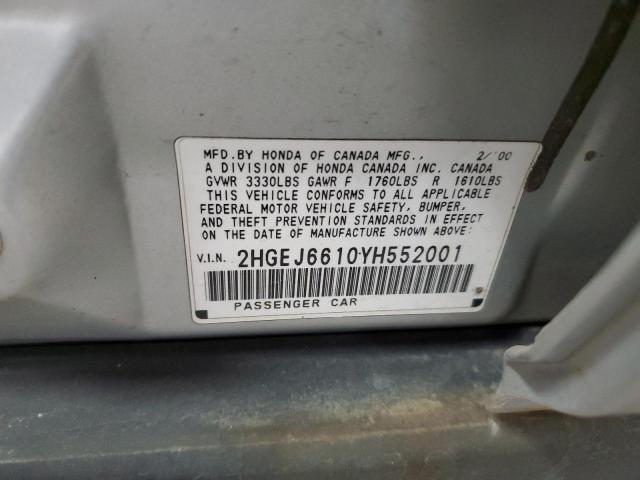 MFD.BY HONDA OF CANADA MFG., 2/'00
A DIVISION OF HONDA CANADA INC. CANADA
GVWR 3330LBS GAWR F 1760LBS R 1610LBS
THIS VEHICLE CONFORMS TO ALL APPLICABLE
FEDERAL MOTOR VEHICLE SAFETY, BUMPER,
AND THEFT PREVENTION STANDARDS IN EFFECT
ON THE DATE OF MANUFACTURE SHOWN ABOVE:
V.I.N. 2HGEJ6610YH552001
PASSENGER CAR